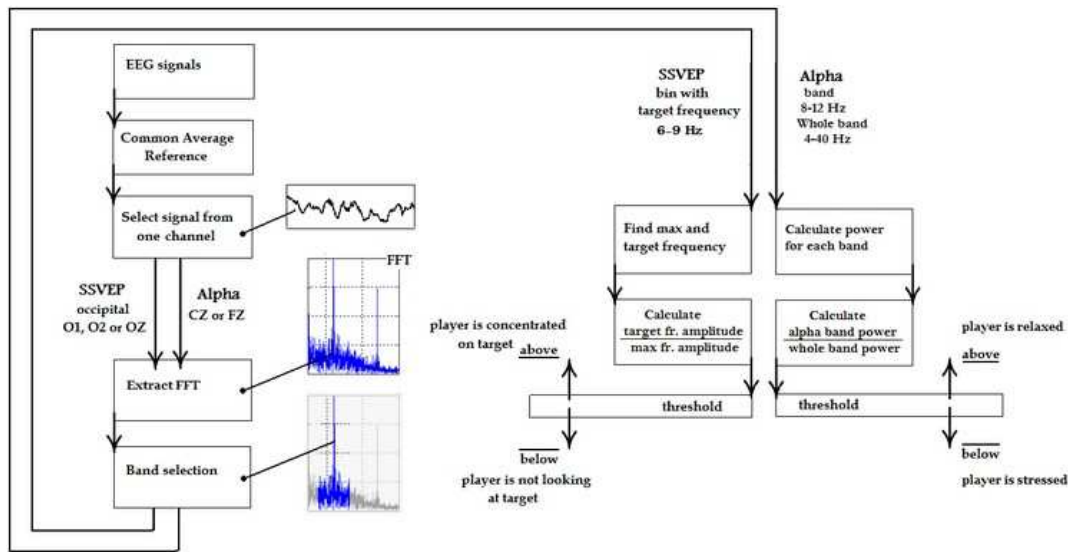 EEG signals
Common Average
Reference
Select signal from
one channel
SSVEP
occipital
O1, O2 or OZ
Alpha
CZ or FZ
Extract FFT
Band selection
FFT
SSVEP
bin with
target frequency
6-9 Hz
Alpha
band
8-12 Hz
Whole band
4-40 Hz
Find max and
target frequency
Calculate power
for each band
Calculate
target fr. amplitude
max fr. amplitude
Calculate
alpha band power
whole band power
player is concentrated
on target
above
threshold
below
player is not looking
at target
player is relaxed
above
threshold
below
player is stressed